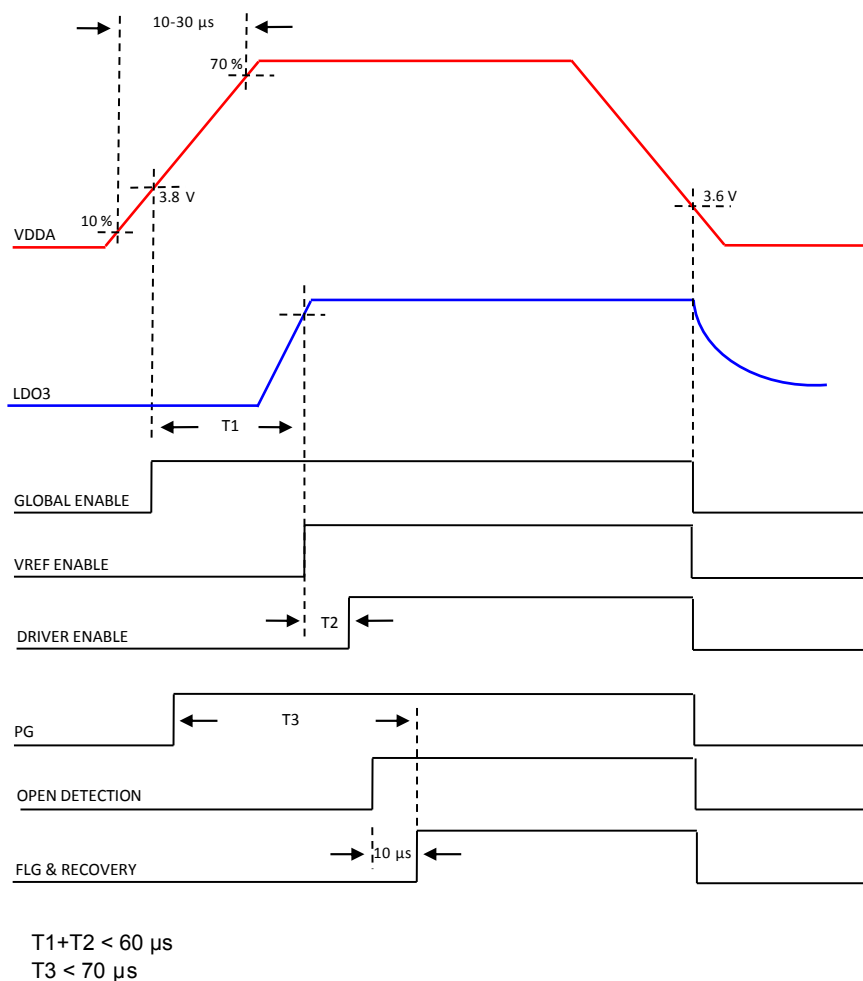 10-30 µs
70 %
3.8 V
3.6 V
10 %
VDDA
LDO3
T1
GLOBAL ENABLE
VREF ENABLE
T2
DRIVER ENABLE
T3
PG
OPEN DETECTION
10 µs
FLG & RECOVERY
T1+T2 < 60 µs
T3 < 70 µs